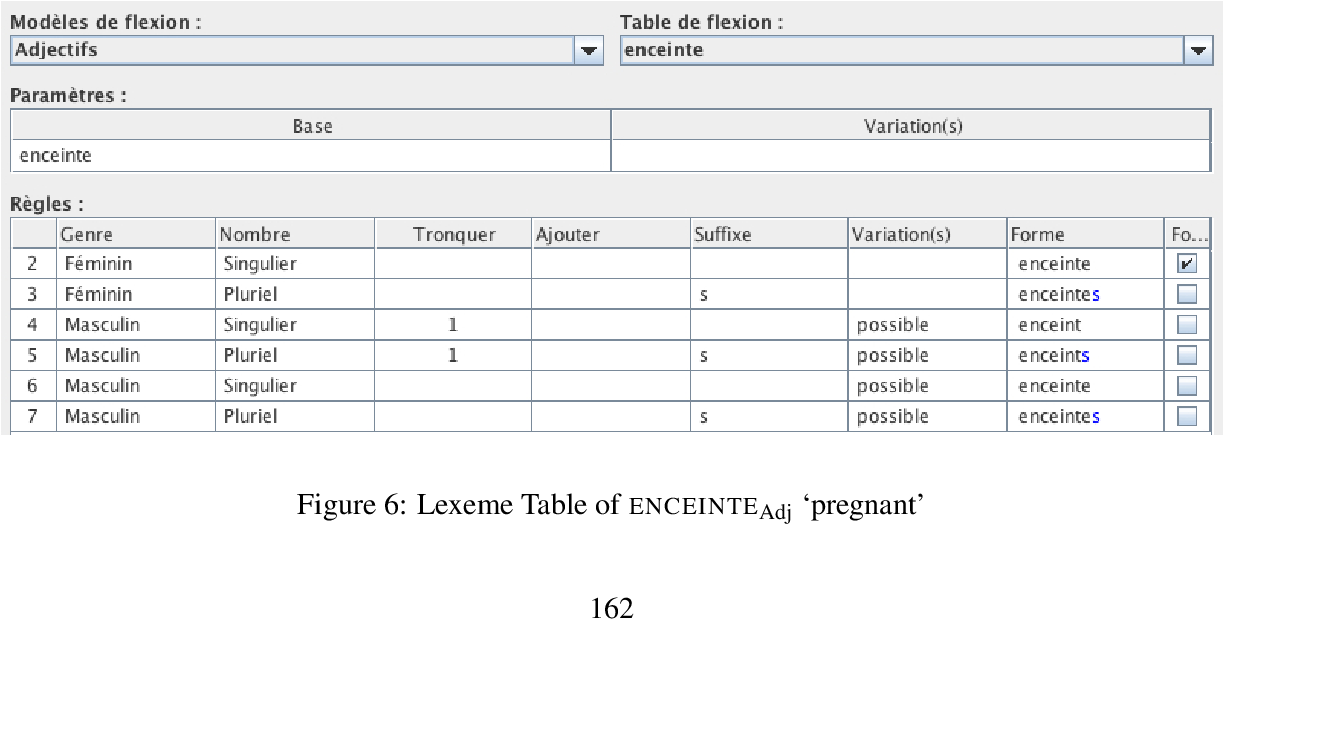 Modèles de flexion : Table de flexion :
Adjectifs enceinte
Paramètres :
Base Variation(s)
enceinte
Règles :
Genre Nombre Tronquer Ajouter Suffixe Variation(s) Forme Fo...
2 Féminin Singulier enceinte
3 Féminin Pluriel s enceintes
4 Masculin Singulier 1 possible enceint
5 Masculin Pluriel 1 s possible enceints
6 Masculin Singulier possible enceinte
7 Masculin Pluriel s possible enceintes
Figure 6: Lexeme Table of ENCEINTEAdj ‘pregnant’
162